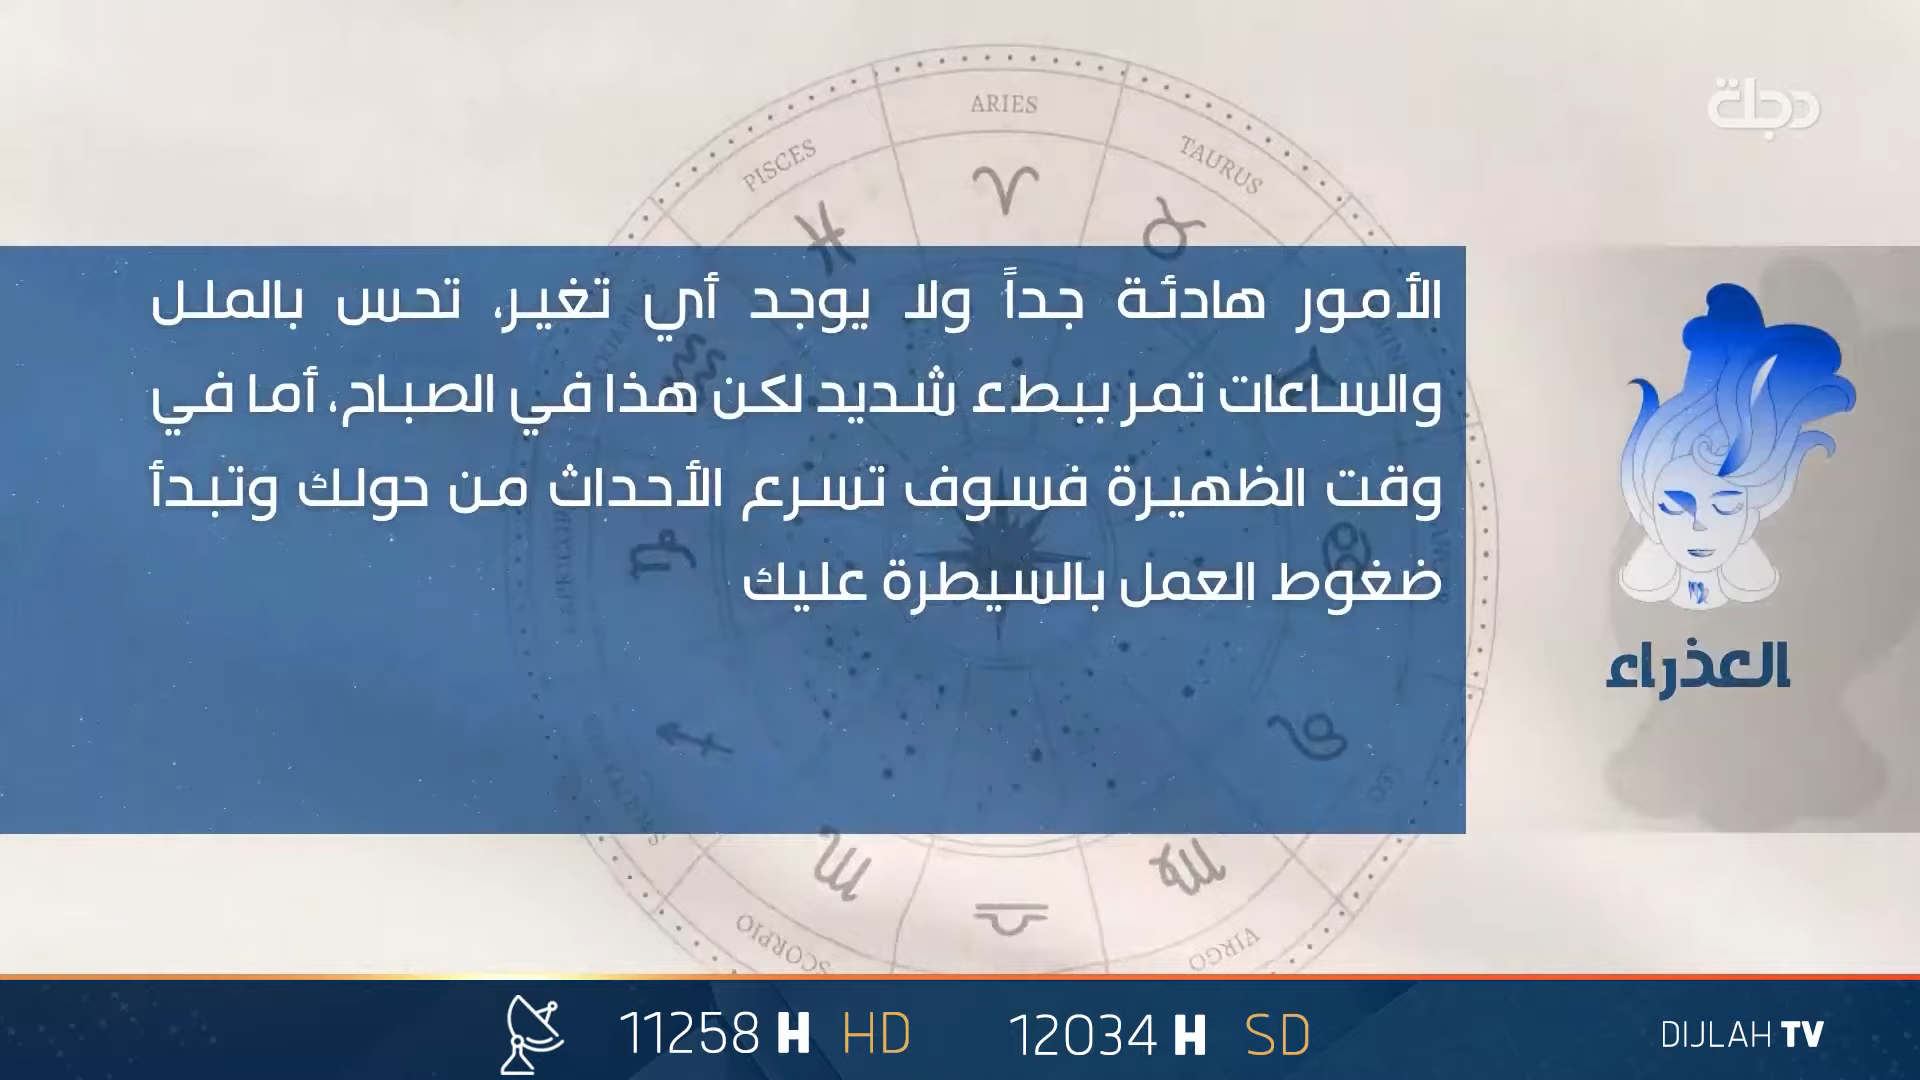 ARIES
TAURUS
PISCES
دجلة
الأمور هادئة جداً ولا يوجد أي تغير، تحس بالملل
والساعات تمر ببطء شديد لكن هذا في الصباح، أما في
وقت الظهيرة فسوف تسرع الأحداث من حولك وتبدأ
ضغوط العمل بالسيطرة عليك
العذراء
SCORPIO
VIRGO
11258 H HD 12034 H SD
DIJLAH TV